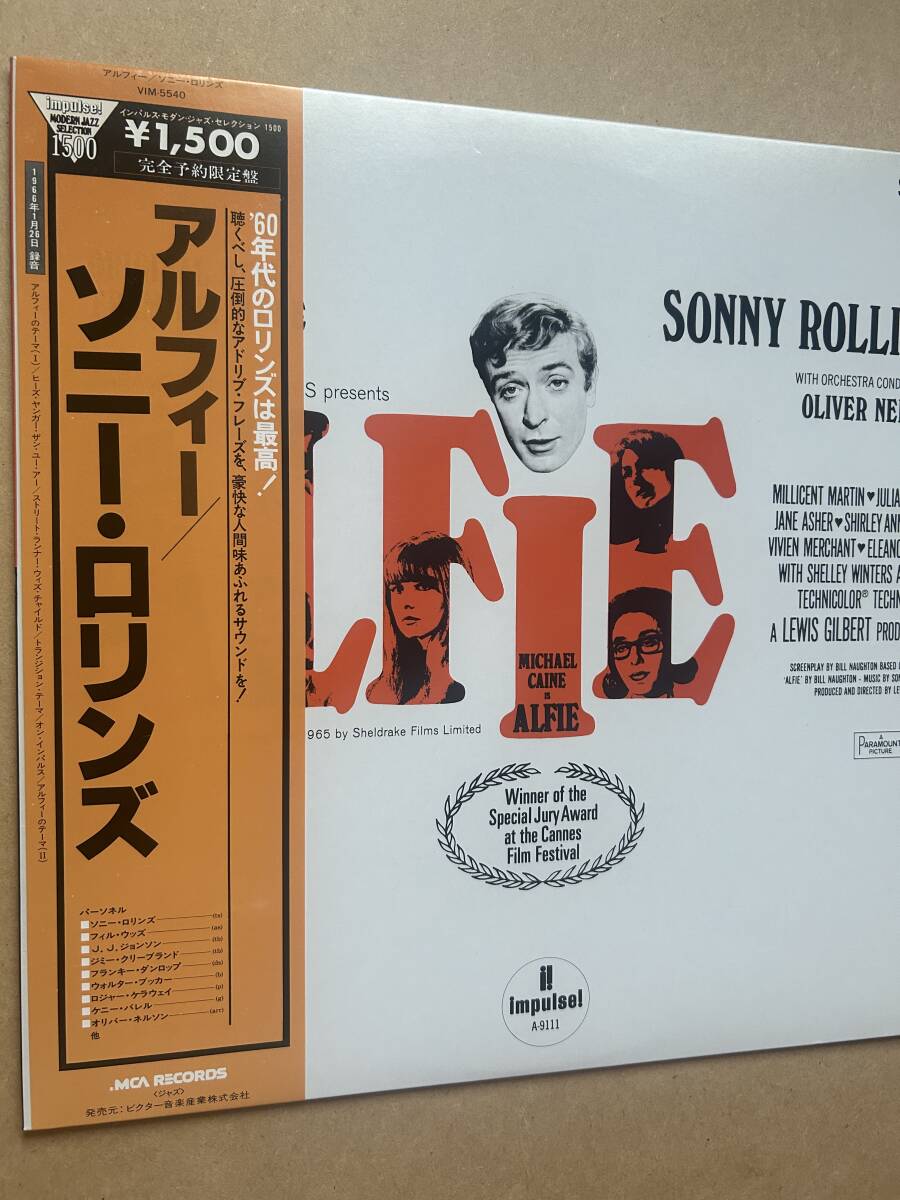 アルフィー/ソニー・ロリンズ
VIM-5540
impulse!
MODERN JAZZ
SELECTION
1500
インパルス・モダン・ジャズ・セレクション 1500
¥1,500
完全予約限定盤
1966年1月26日 録音
アルフィー/
ソニー・ロリンズ
'60年代のロリンズは最高!
聴くべし、圧倒的なアドリブ・フレーズを、豪快な人間味あふれるサウンドを!
アルフィーのテーマ(I)/ヒーズ・ヤンガー・ザン・ユー・アー/ストリート・ランナー・ウィズ・チャイルド/トランジション・テーマ/オン・インパルス/アルフィーのテーマ(II)
パーソネル
ソニー・ロリンズ (ts)
フィル・ウッズ (as)
J.J.ジョンソン (tb)
ジミー・クリーブランド (tb)
フランキー・ダンロップ (ds)
ウォルター・ブッカー (b)
ロジャー・ケラウェイ (p)
ケニー・バレル (g)
オリバー・ネルソン (arr)
他
.MCA RECORDS
〈ジャズ〉
発売元:ビクター音楽産業株式会社
S presents
LFIE
MICHAEL
CAINE
IS
ALFIE
965 by Sheldrake Films Limited
Winner of the
Special Jury Award
at the Cannes
Film Festival
i!
impulse!
A-9111
SONNY ROLLI
WITH ORCHESTRA COND
OLIVER NE
MILLICENT MARTIN♥JULIA
JANE ASHER♥SHIRLEY ANN
VIVIEN MERCHANT♥ELEANO
WITH SHELLEY WINTERS A
TECHNICOLOR® TECHN
A LEWIS GILBERT PROD
SCREENPLAY BY BILL NAUGHTON BASED
'ALFIE' BY BILL NAUGHTON - MUSIC BY SON
PRODUCED AND DIRECTED BY LE
A
PARAMOUNT
PICTURE